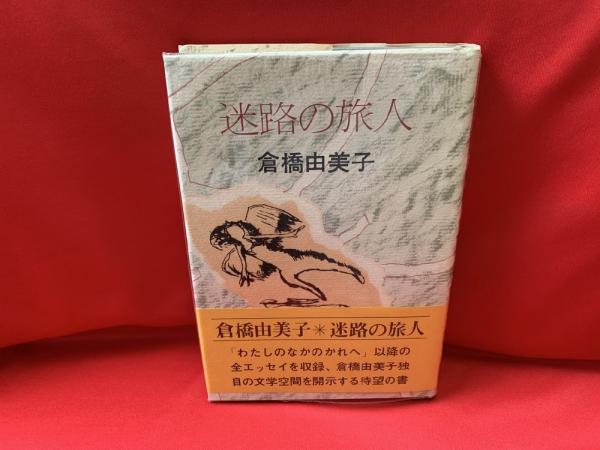 迷路の旅人
倉橋由美子
倉橋由美子✳迷路の旅人
「わたしのなかのかれへ」以降の
全エッセイを収録、倉橋由美子独
自の文学空間を開示する待望の書